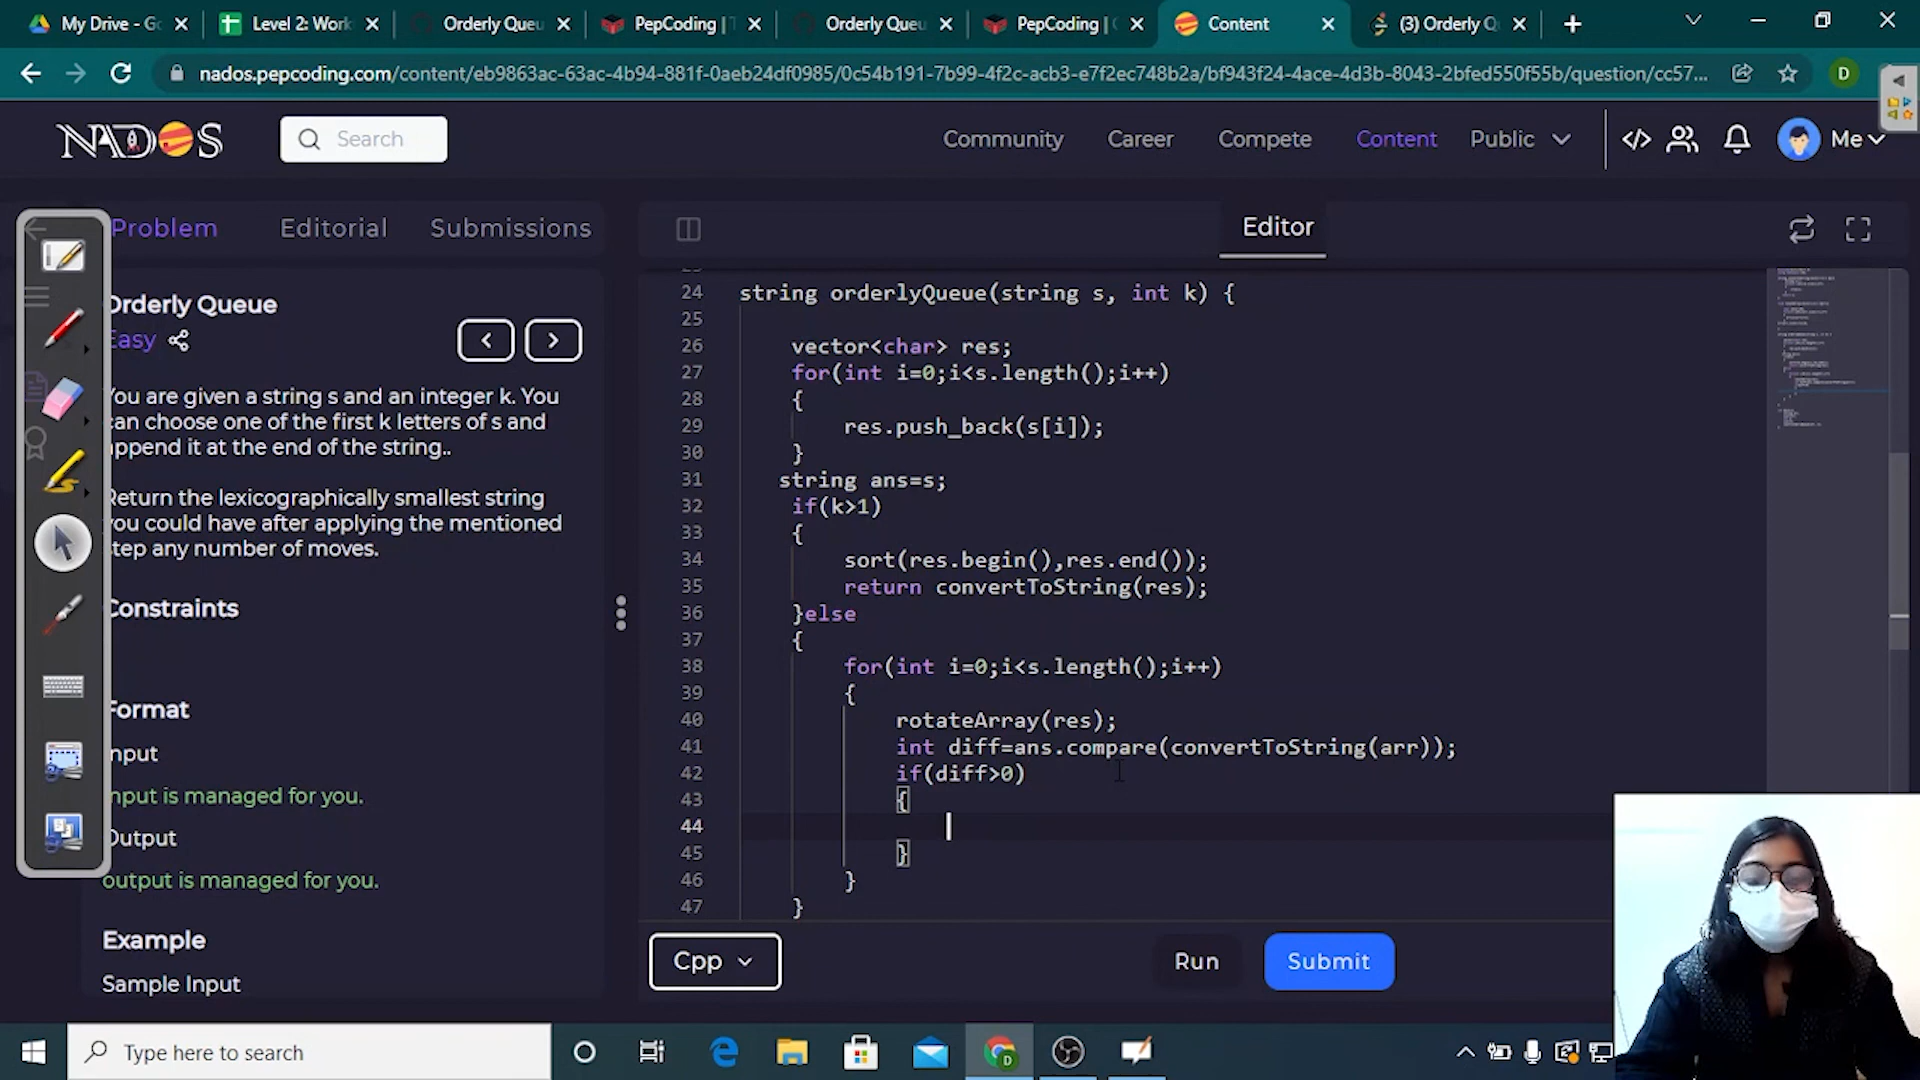 My Drive - Go
Level 2: Work
Orderly Queu
PepCoding | T
Orderly Queu
PepCoding | C
Content
(3) Orderly Q
nados.pepcoding.com/content/eb9863ac-63ac-4b94-881f-0aeb24df0985/0c54b191-7b99-4f2c-acb3-e7f2ec748b2a/bf943f24-4ace-4d3b-8043-2bfed550f55b/question/cc57...
D
NADOS
Search
Community
Career
Compete
Content
Public
Me
Problem
Editorial
Submissions
Editor
Orderly Queue
Easy
You are given a string s and an integer k. You
can choose one of the first k letters of s and
append it at the end of the string..
Return the lexicographically smallest string
you could have after applying the mentioned
step any number of moves.
Constraints
Format
Input
input is managed for you.
Output
output is managed for you.
Example
Sample Input
24 string orderlyQueue(string s, int k) {
25
26 vector<char> res;
27 for(int i=0;i<s.length();i++)
28 {
29 res.push_back(s[i]);
30 }
31 string ans=s;
32 if(k>1)
33 {
34 sort(res.begin(),res.end());
35 return convertToString(res);
36 }else
37 {
38 for(int i=0;i<s.length();i++)
39 {
40 rotateArray(res);
41 int diff=ans.compare(convertToString(arr));
42 if(diff>0)
43 {
44
45 }
46 }
47 }
Cpp
Run
Submit
Type here to search